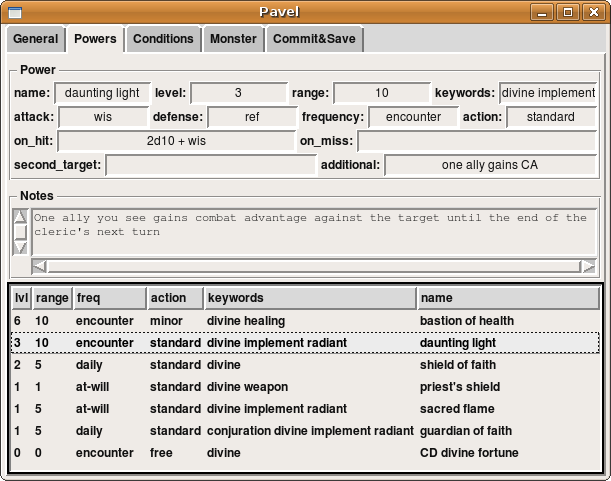 Pavel
General Powers Conditions Monster Commit&Save
Power
name: daunting light level: 3 range: 10 keywords: divine implement
attack: wis defense: ref frequency: encounter action: standard
on_hit: 2d10 + wis on_miss:
second_target: additional: one ally gains CA
Notes
One ally you see gains combat advantage against the target until the end of the
cleric's next turn
lvl range freq action keywords name
6 10 encounter minor divine healing bastion of health
3 10 encounter standard divine implement radiant daunting light
2 5 daily standard divine shield of faith
1 1 at-will standard divine weapon priest's shield
1 5 at-will standard divine implement radiant sacred flame
1 5 daily standard conjuration divine implement radiant guardian of faith
0 0 encounter free divine CD divine fortune